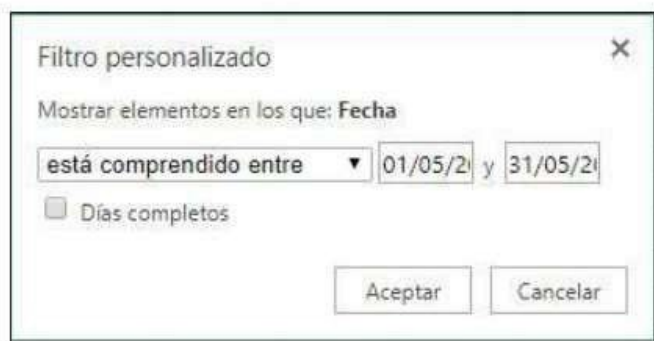 Filtro personalizado
Mostrar elementos en los que: Fecha
está comprendido entre 01/05/2 y 31/05/2
Días completos
Aceptar Cancelar